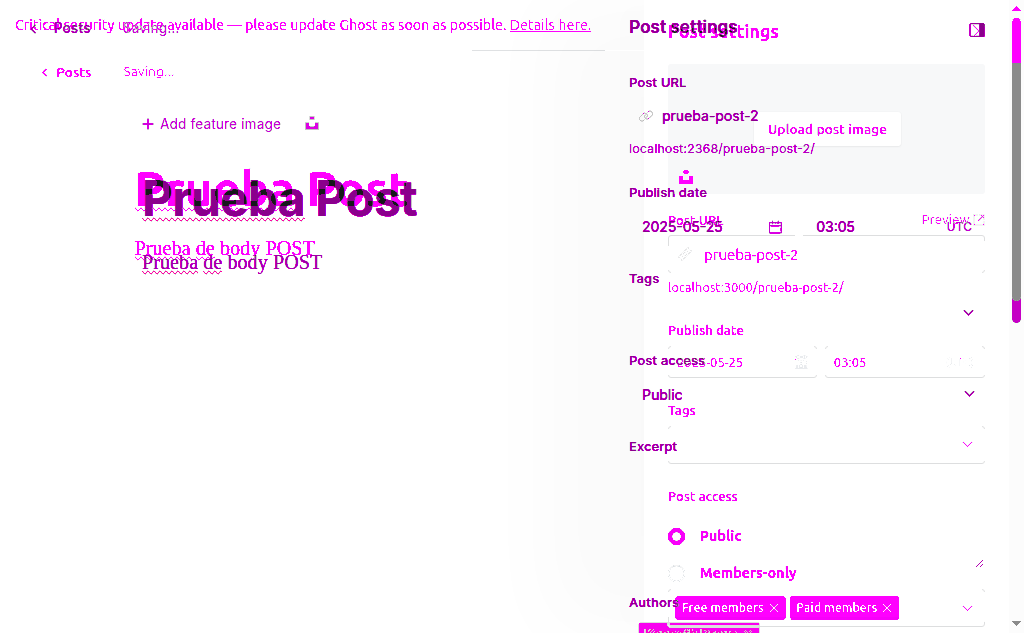 Critical security update available — please update Ghost as soon as possible. Details here.
Posts
Saving...
Post settings
Post settings
Posts
Saving...
Post URL
Add feature image
prueba-post-2
Upload post image
localhost:2368/prueba-post-2/
Prueba Post
Prueba Post
Publish date
Post URL
Preview
2025-05-25
03:05
UTC
Prueba de body POST
Prueba de body POST
prueba-post-2
Tags
localhost:3000/prueba-post-2/
Publish date
Post access
2025-05-25
03:05
Public
Tags
Excerpt
Post access
Public
Members-only
Authors
Free members
Paid members